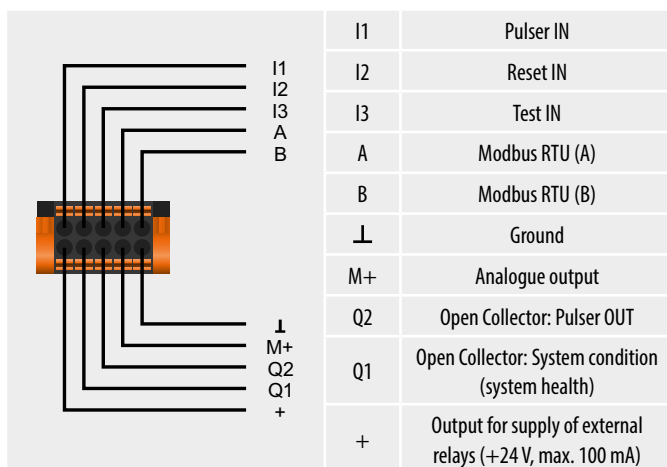 I1
I2
I3
A
B
⊥
M+
Q2
Q1
+
I1 Pulser IN
I2 Reset IN
I3 Test IN
A Modbus RTU (A)
B Modbus RTU (B)
⊥ Ground
M+ Analogue output
Q2 Open Collector: Pulser OUT
Q1 Open Collector: System condition
(system health)
+ Output for supply of external
relays (+24 V, max. 100 mA)